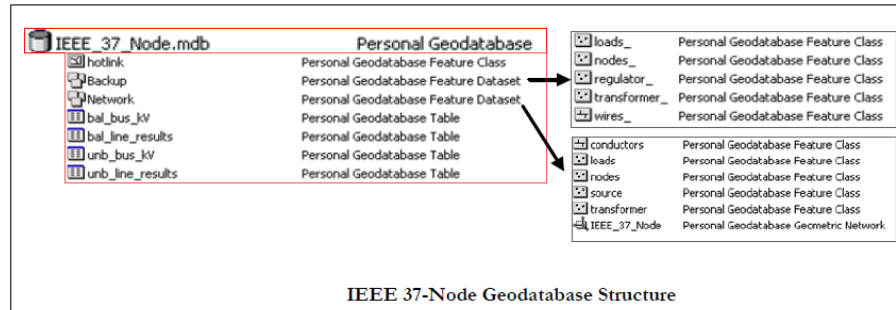 IEEE_37_Node.mdb Personal Geodatabase
hotlink Personal Geodatabase Feature Class
Backup Personal Geodatabase Feature Dataset
Network Personal Geodatabase Feature Dataset
bal_bus_kV Personal Geodatabase Table
bal_line_results Personal Geodatabase Table
unb_bus_kV Personal Geodatabase Table
unb_line_results Personal Geodatabase Table
loads_ Personal Geodatabase Feature Class
nodes_ Personal Geodatabase Feature Class
regulator_ Personal Geodatabase Feature Class
transformer_ Personal Geodatabase Feature Class
wires_ Personal Geodatabase Feature Class
conductors Personal Geodatabase Feature Class
loads Personal Geodatabase Feature Class
nodes Personal Geodatabase Feature Class
source Personal Geodatabase Feature Class
transformer Personal Geodatabase Feature Class
IEEE_37_Node Personal Geodatabase Geometric Network
IEEE 37-Node Geodatabase Structure